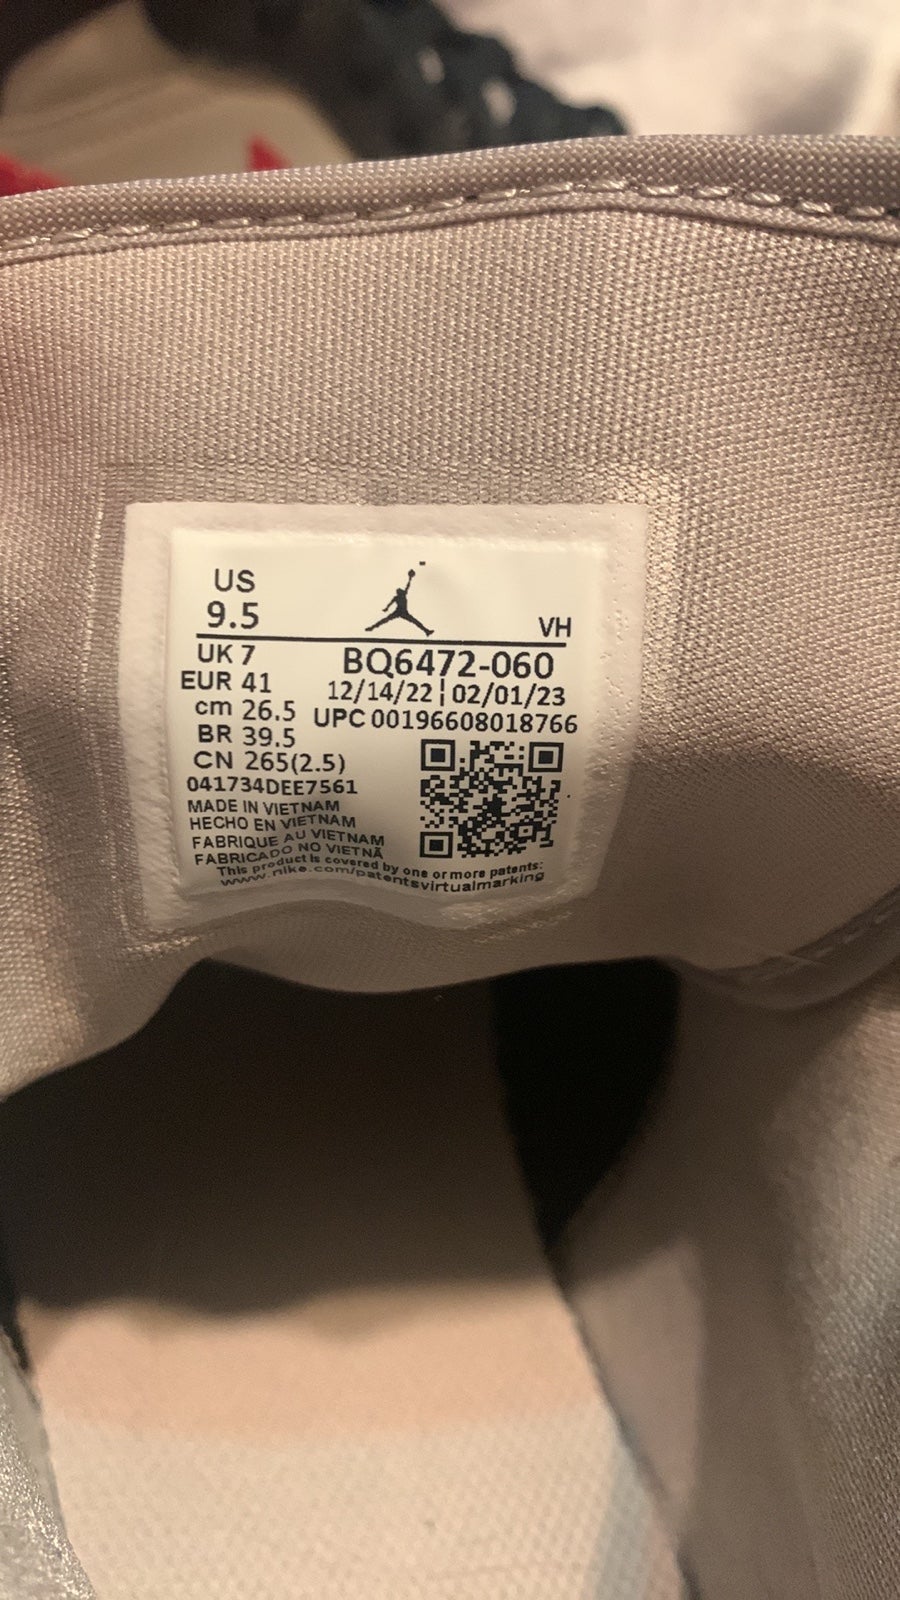 US
9.5
VH
UK 7
BQ6472-060
EUR 41
12/14/22 | 02/01/23
cm 26.5
UPC 00196608018766
BR 39.5
CN 265(2.5)
041734DEE7561
MADE IN VIETNAM
HECHO EN VIETNAM
FABRIQUE AU VIETNAM
FABRICADO NO VIETNÃ
This product is covered by one or more patents:
www.nike.com/patentsvirtualmarking